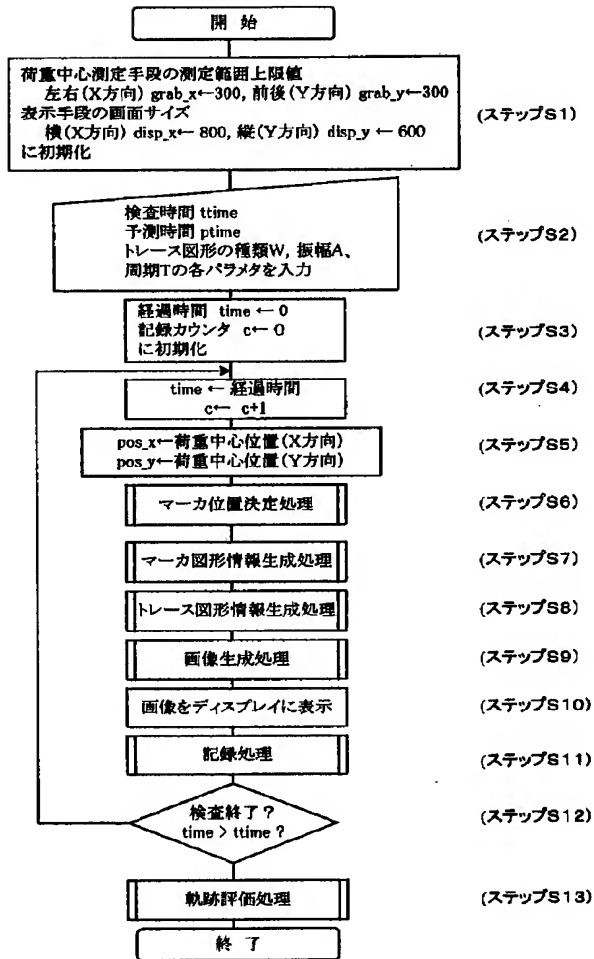 開 始
荷重中心測定手段の測定範囲上限値
左右(X方向) grab_x←300, 前後(Y方向) grab_y←300
表示手段の画面サイズ
横(X方向) disp_x← 800, 縦(Y方向) disp_y ← 600
に初期化
(ステップS1)
検査時間 ttime
予測時間 ptime
トレース図形の種類W, 振幅A、
周期Tの各パラメタを入力
(ステップS2)
経過時間 time ← 0
記録カウンタ c← 0
に初期化
(ステップS3)
time ← 経過時間
c← c+1
(ステップS4)
pos_x←荷重中心位置(X方向)
pos_y←荷重中心位置(Y方向)
(ステップS5)
マーカ位置決定処理
(ステップS6)
マーカ図形情報生成処理
(ステップS7)
トレース図形情報生成処理
(ステップS8)
画像生成処理
(ステップS9)
画像をディスプレイに表示
(ステップS10)
記録処理
(ステップS11)
検査終了?
time > ttime ?
(ステップS12)
軌跡評価処理
(ステップS13)
終 了